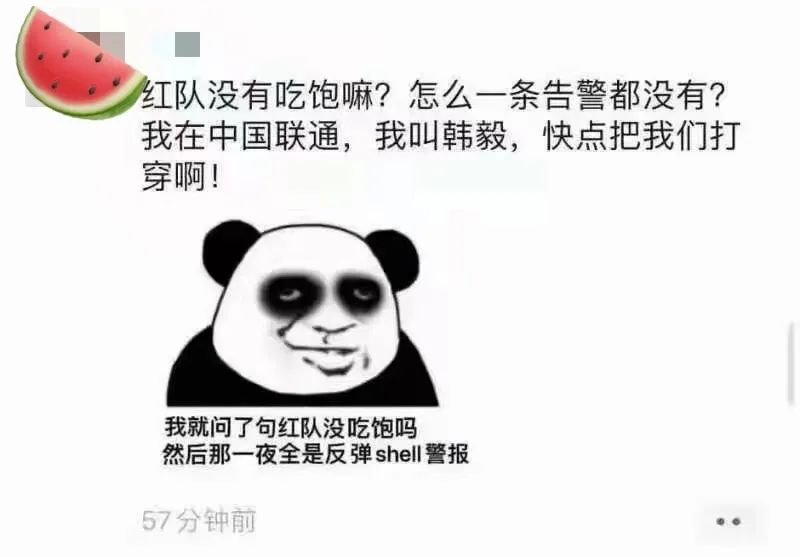 红队没有吃饱嘛？怎么一条告警都没有？
我在中国联通，我叫韩毅，快点把我们打
穿啊！
我就问了句红队没吃饱吗
然后那一夜全是反弹shell警报
57分钟前